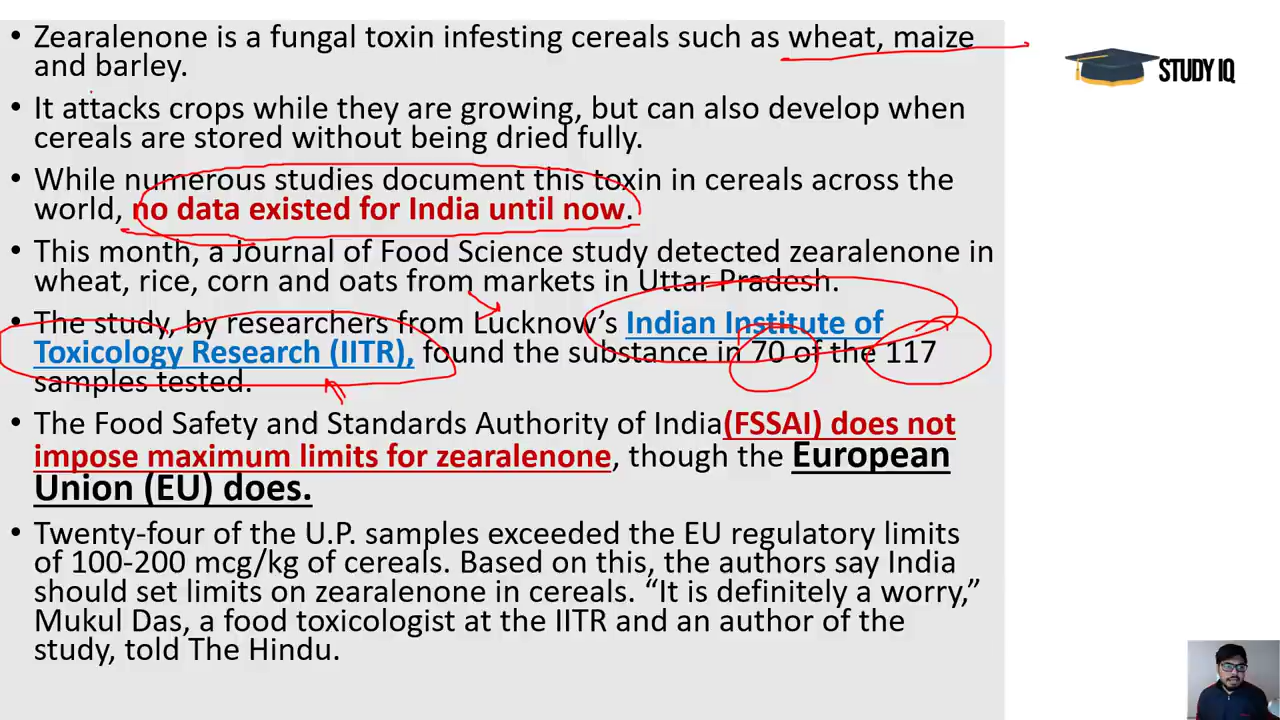 • Zearalenone is a fungal toxin infesting cereals such as wheat, maize
and barley.
• It attacks crops while they are growing, but can also develop when
cereals are stored without being dried fully.
• While numerous studies document this toxin in cereals across the
world, no data existed for India until now.
• This month, a Journal of Food Science study detected zearalenone in
wheat, rice, corn and oats from markets in Uttar Pradesh.
• The study, by researchers from Lucknow’s Indian Institute of
Toxicology Research (IITR), found the substance in 70 of the 117
samples tested.
• The Food Safety and Standards Authority of India(FSSAI) does not
impose maximum limits for zearalenone, though the European
Union (EU) does.
• Twenty-four of the U.P. samples exceeded the EU regulatory limits
of 100-200 mcg/kg of cereals. Based on this, the authors say India
should set limits on zearalenone in cereals. “It is definitely a worry,”
Mukul Das, a food toxicologist at the IITR and an author of the
study, told The Hindu.
STUDY IQ